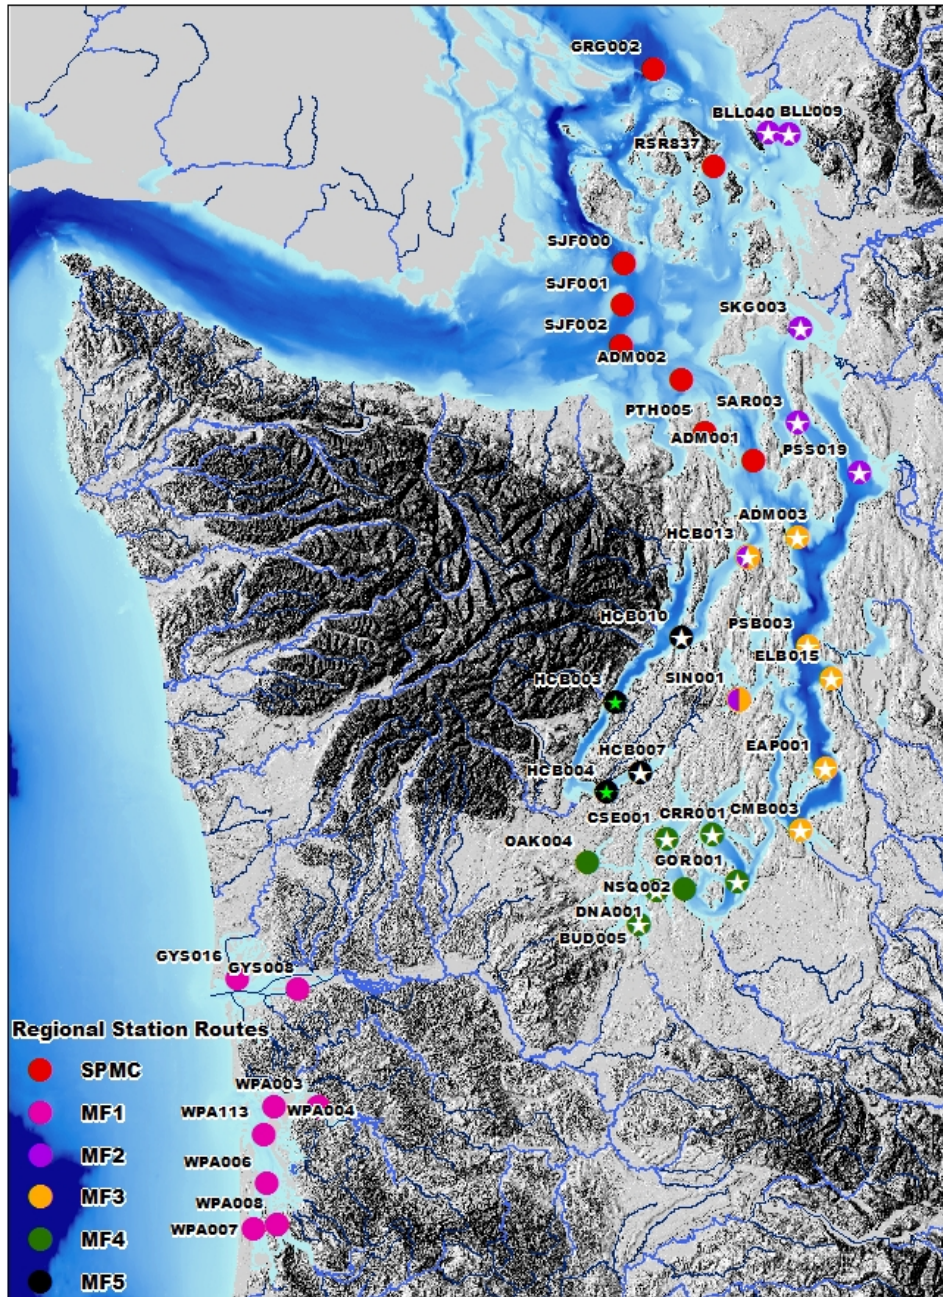 GRG002
BLL040 BLL009
RSR837
SJF000
SJF001
SKG003
SJF002
ADM002
SAR003
PTH005
ADM001
PSS019
ADM003
HCB013
HCB010
PSB003
ELB015
HCB003
SIN001
EAP001
HCB007
HCB004
CMB003
CSE001
CRR001
OAK004
GOR001
NSQ002
DNA001
BUD005
GYS016
GYS008
Regional Station Routes
SPMC
WPA003
MF1
WPA113
WPA004
MF2
WPA006
MF3
WPA008
WPA007
MF4
MF5